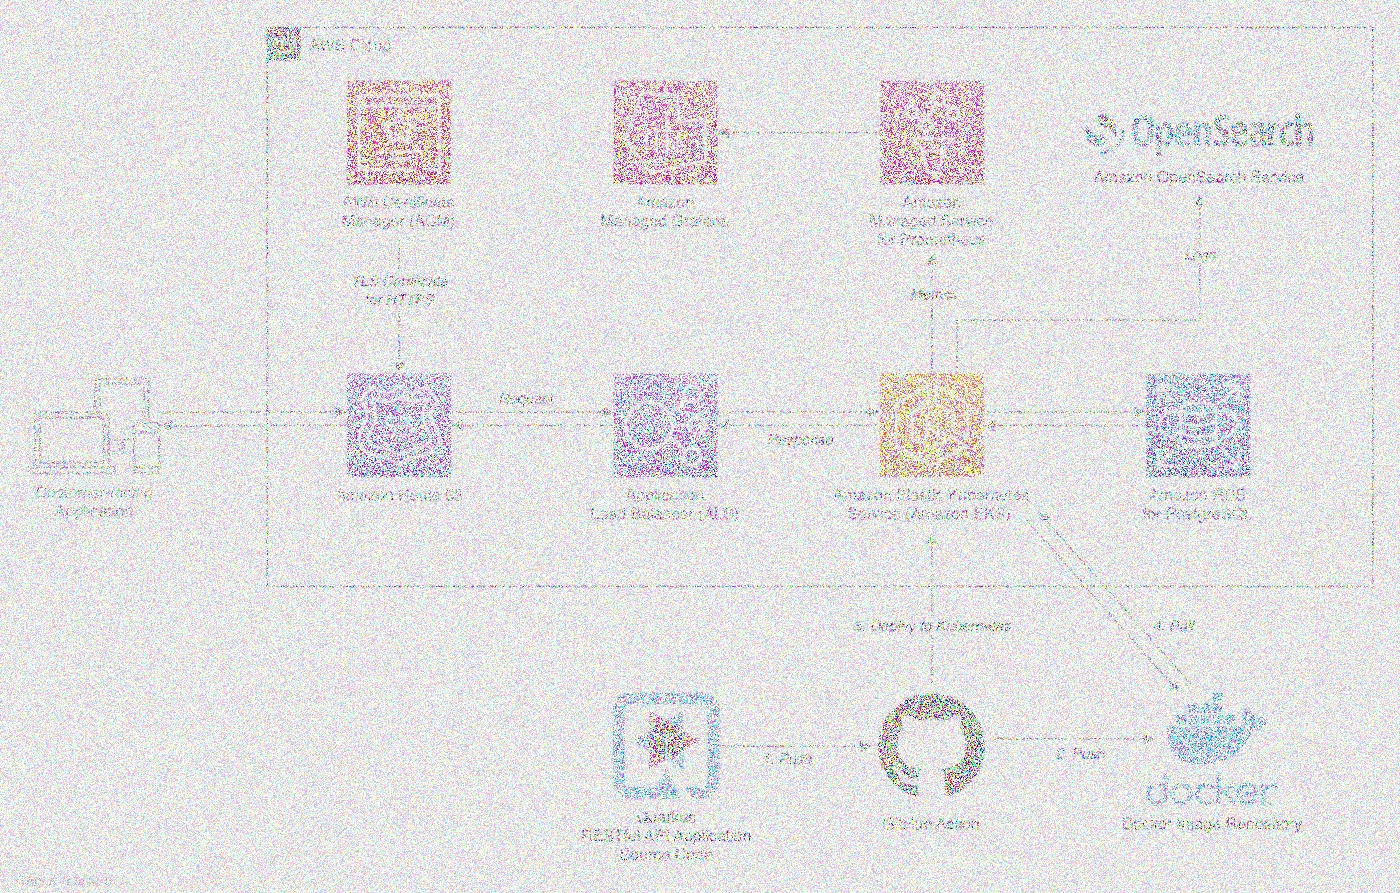 AWS Cloud
OpenSearch
Amazon OpenSearch Service
AWS Certificate
Manager (ACM)
Amazon
Managed Grafana
Amazon
Managed Service
for Prometheus
TLS Certificate
for HTTPS
Metrics
Logs
Request
Response
Application
Amazon Route 53
Application
Load Balancer (ALB)
Amazon Elastic Kubernetes
Service (Amazon EKS)
Amazon RDS
for PostgreSQL
Deploy to Kubernetes
4. Pull
1. Push
2. Push
docker
Quarkus
RESTful API Application
Source Code
GitHub Action
Docker Image Repository